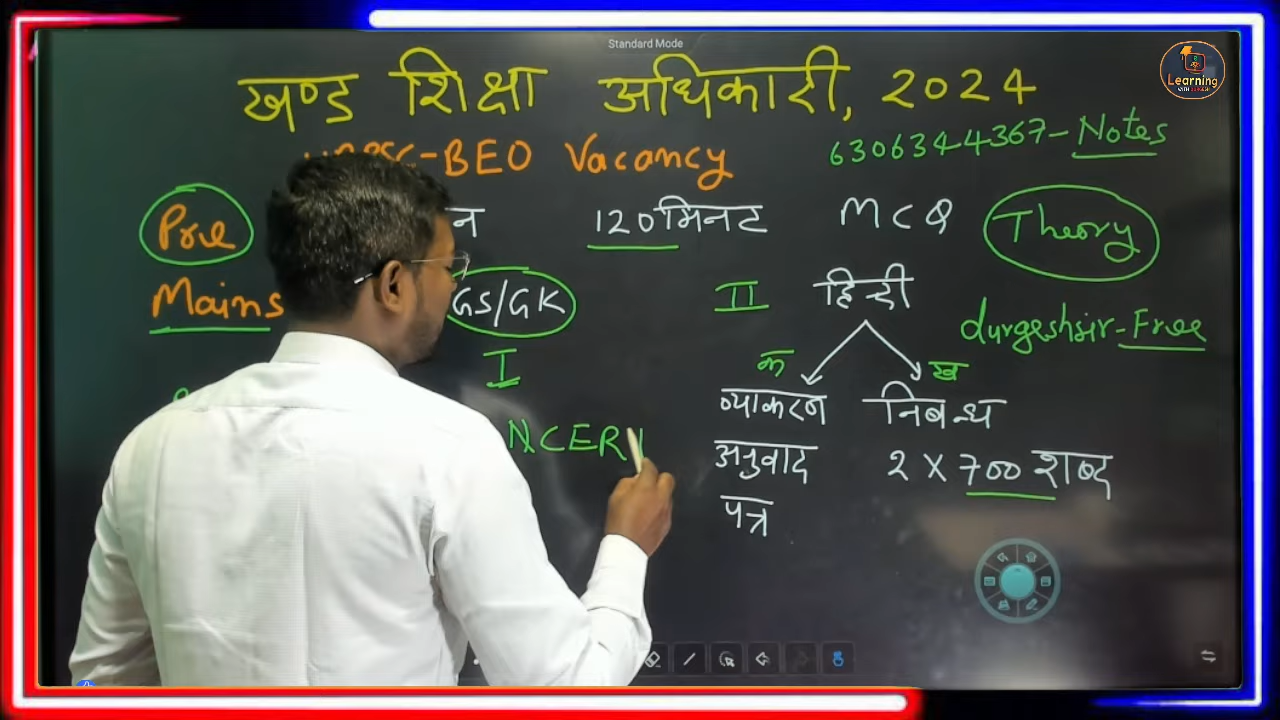 Standard Mode
Learning
खण्ड शिक्षा अधिकारी, 2024
-BEO Vacancy
6306344367-Notes
Pre
120 मिनट
MCQ
Theory
Mains
GS/GK
II
हिन्दी
durgeshsir-Free
I
क
ख
व्याकरण
निबन्ध
NCER
अनुवाद
2 X 700 शब्द
पत्र